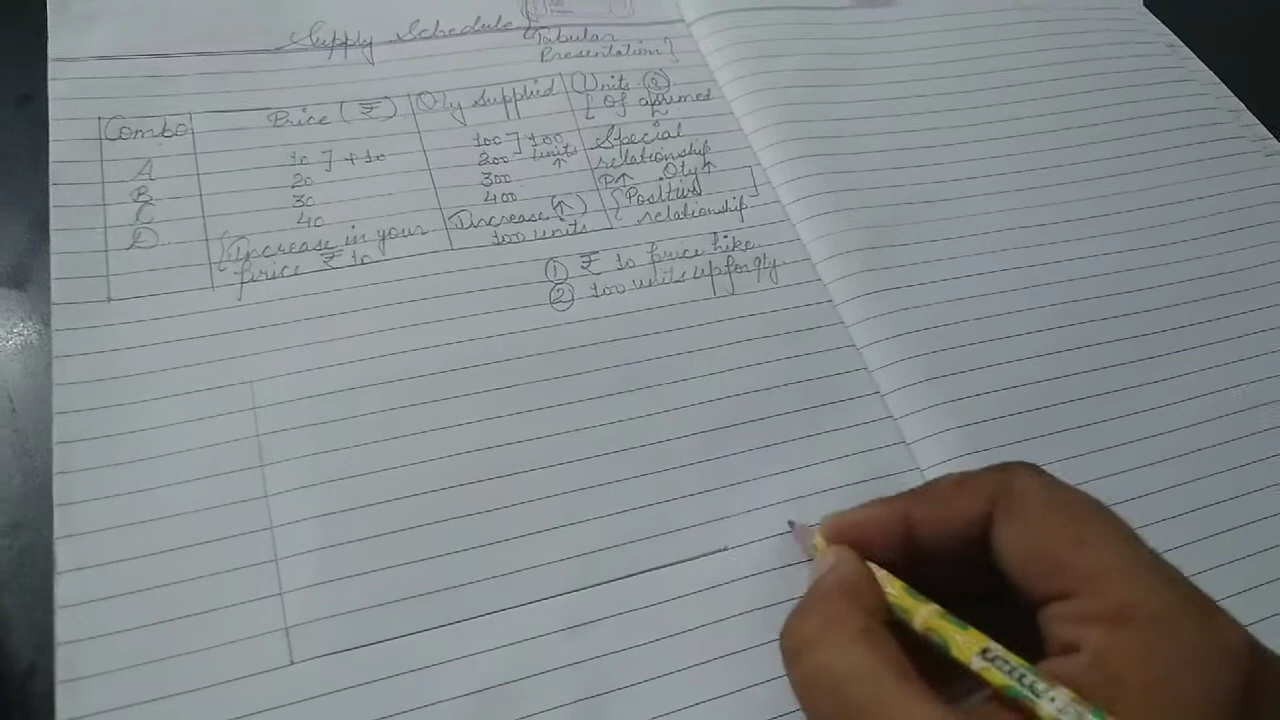 Supply Schedule [Tabular
Presentation]
Combo Price (₹) Qty Supplied (Units
[Of assumed
A 10 ] +10 100 ] 100 Special
B 20 200 units ↑ relationship
C 30 300 P↑ Qty↑
D 40 400 [Positive
[Increase in your Increase (↑) relationship]
price ₹10 100 units
① ₹ 10 price hike
② 100 units up for qty.